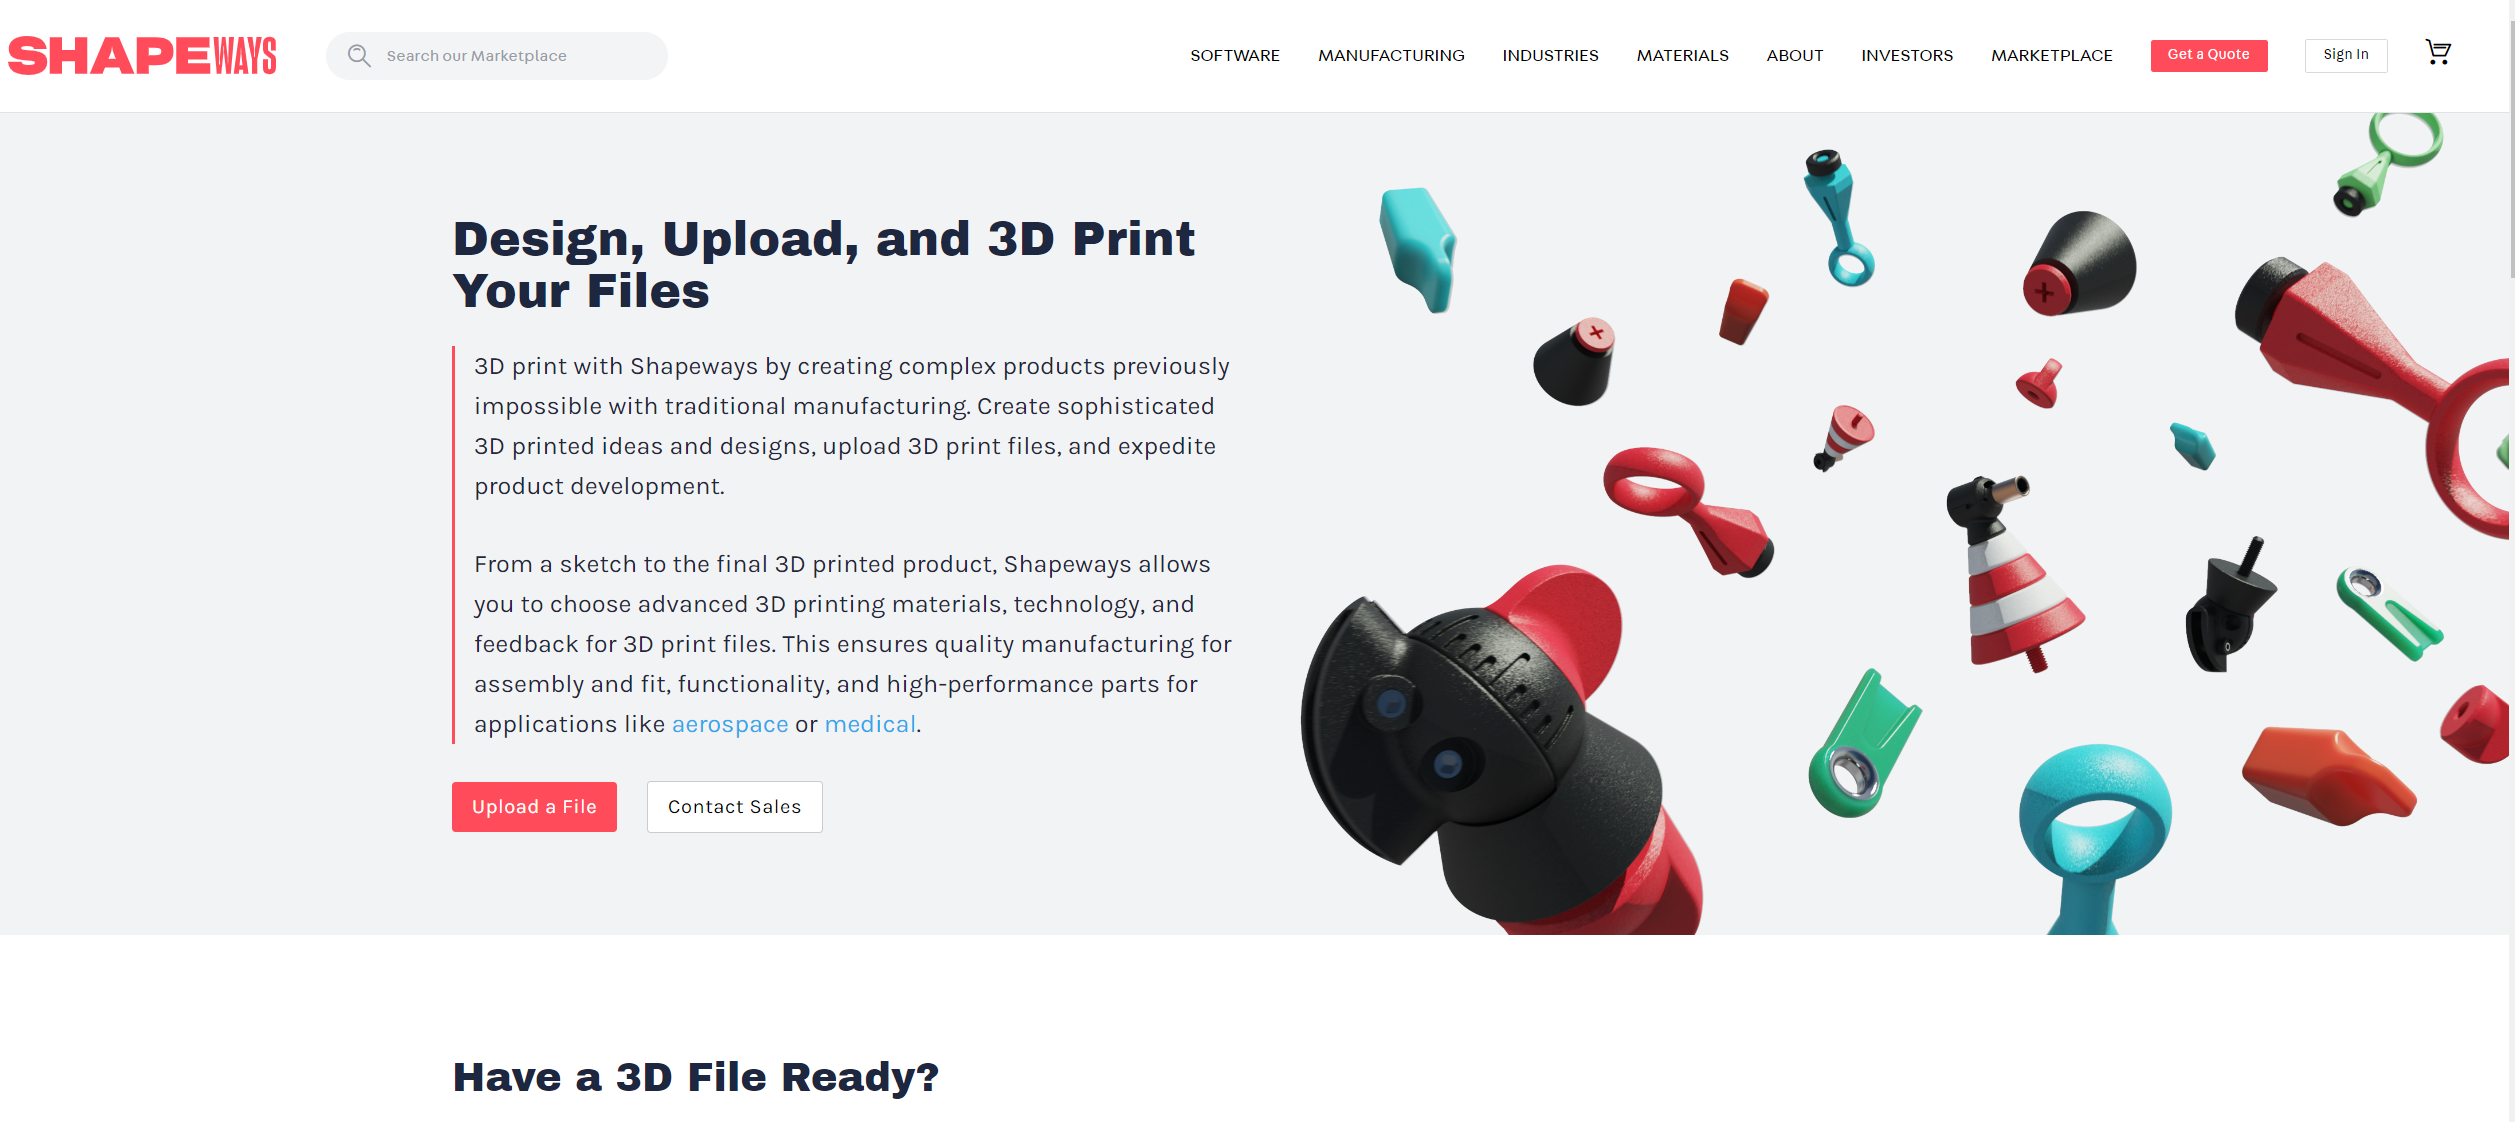 SHAPEWAYS
Search our Marketplace
SOFTWARE
MANUFACTURING
INDUSTRIES
MATERIALS
ABOUT
INVESTORS
MARKETPLACE
Get a Quote
Sign In
Design, Upload, and 3D Print
Your Files
3D print with Shapeways by creating complex products previously
impossible with traditional manufacturing. Create sophisticated
3D printed ideas and designs, upload 3D print files, and expedite
product development.
From a sketch to the final 3D printed product, Shapeways allows
you to choose advanced 3D printing materials, technology, and
feedback for 3D print files. This ensures quality manufacturing for
assembly and fit, functionality, and high-performance parts for
applications like aerospace or medical.
Upload a File
Contact Sales
Have a 3D File Ready?